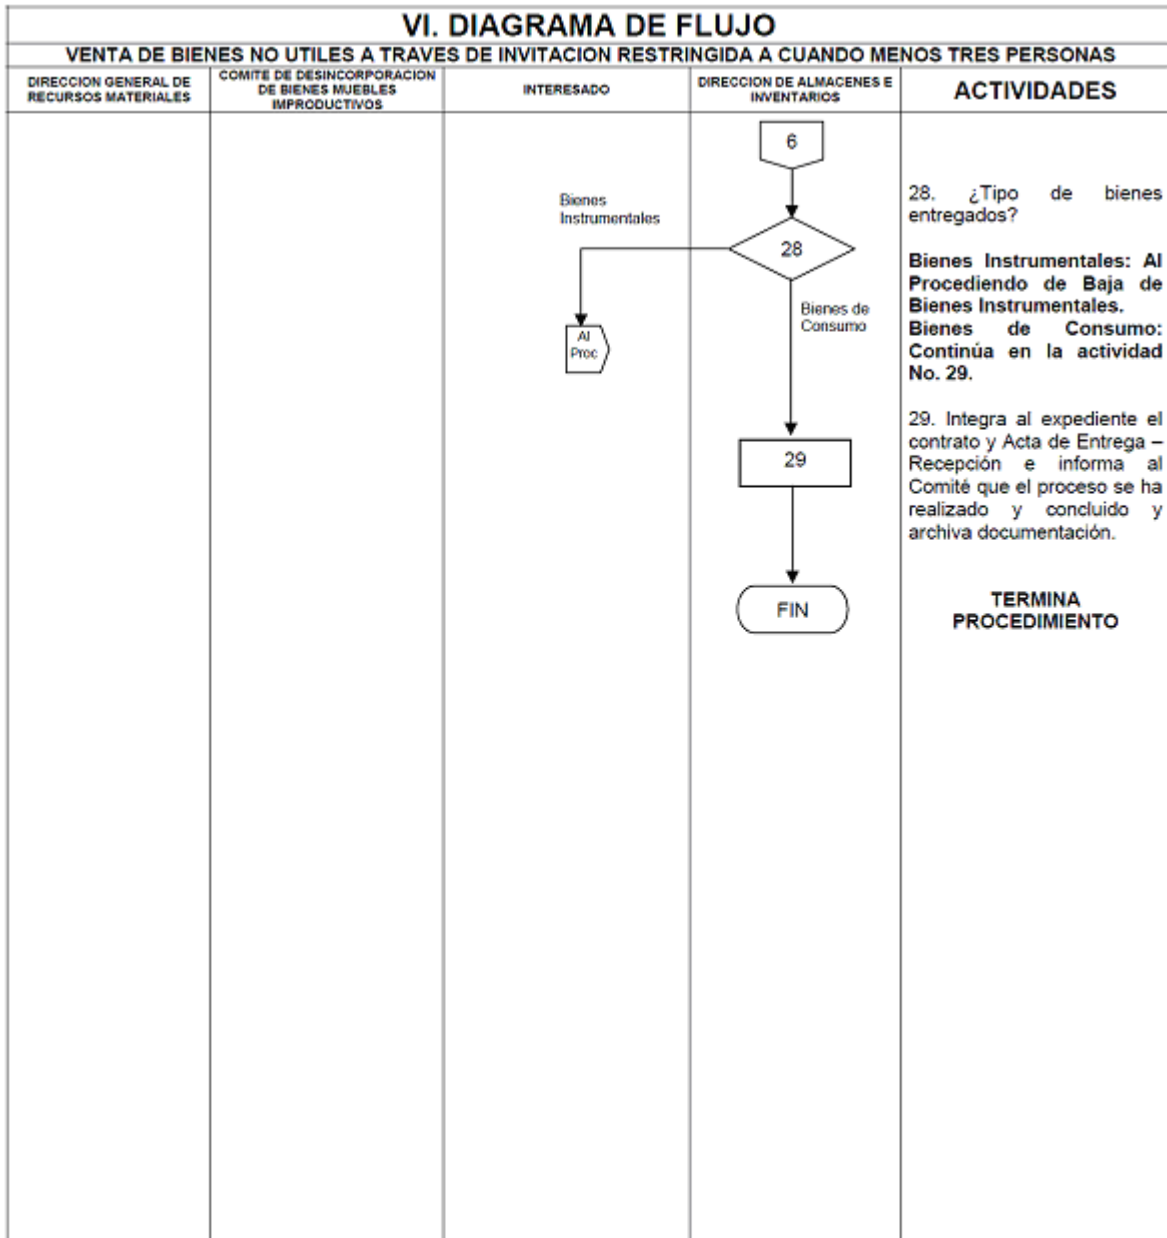 VI. DIAGRAMA DE FLUJO
VENTA DE BIENES NO UTILES A TRAVES DE INVITACION RESTRINGIDA A CUANDO MENOS TRES PERSONAS
DIRECCION GENERAL DE
RECURSOS MATERIALES
COMITE DE DESINCORPORACION
DE BIENES MUEBLES
IMPRODUCTIVOS
INTERESADO
DIRECCION DE ALMACENES E
INVENTARIOS
ACTIVIDADES
6
Bienes
Instrumentales
28
Bienes de
Consumo
Al
Proc
29
FIN
28. ¿Tipo de bienes
entregados?
Bienes Instrumentales: Al
Procediendo de Baja de
Bienes Instrumentales.
Bienes de Consumo:
Continúa en la actividad
No. 29.
29. Integra al expediente el
contrato y Acta de Entrega –
Recepción e informa al
Comité que el proceso se ha
realizado y concluido y
archiva documentación.
TERMINA
PROCEDIMIENTO